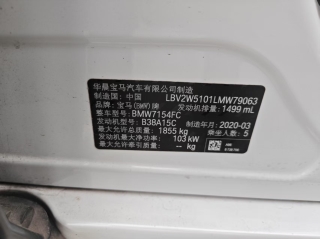 华晨宝马汽车有限公司制造
制造国：中国 LBV2W5101LMW79063
品牌：宝马(BMW)牌 发动机排量：1499 mL
整车型号：BMW7154FC
发动机型号：B38A15C 制造年月：2020-03
最大允许总质量：1855 kg 乘坐人数：5
发动机最大净功率：103 kW
最大允许牵引质量：-- kg